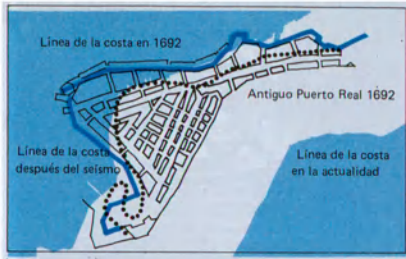 Línea de la costa en 1692
Antiguo Puerto Real 1692
Línea de la costa
después del seísmo
Línea de la costa
en la actualidad